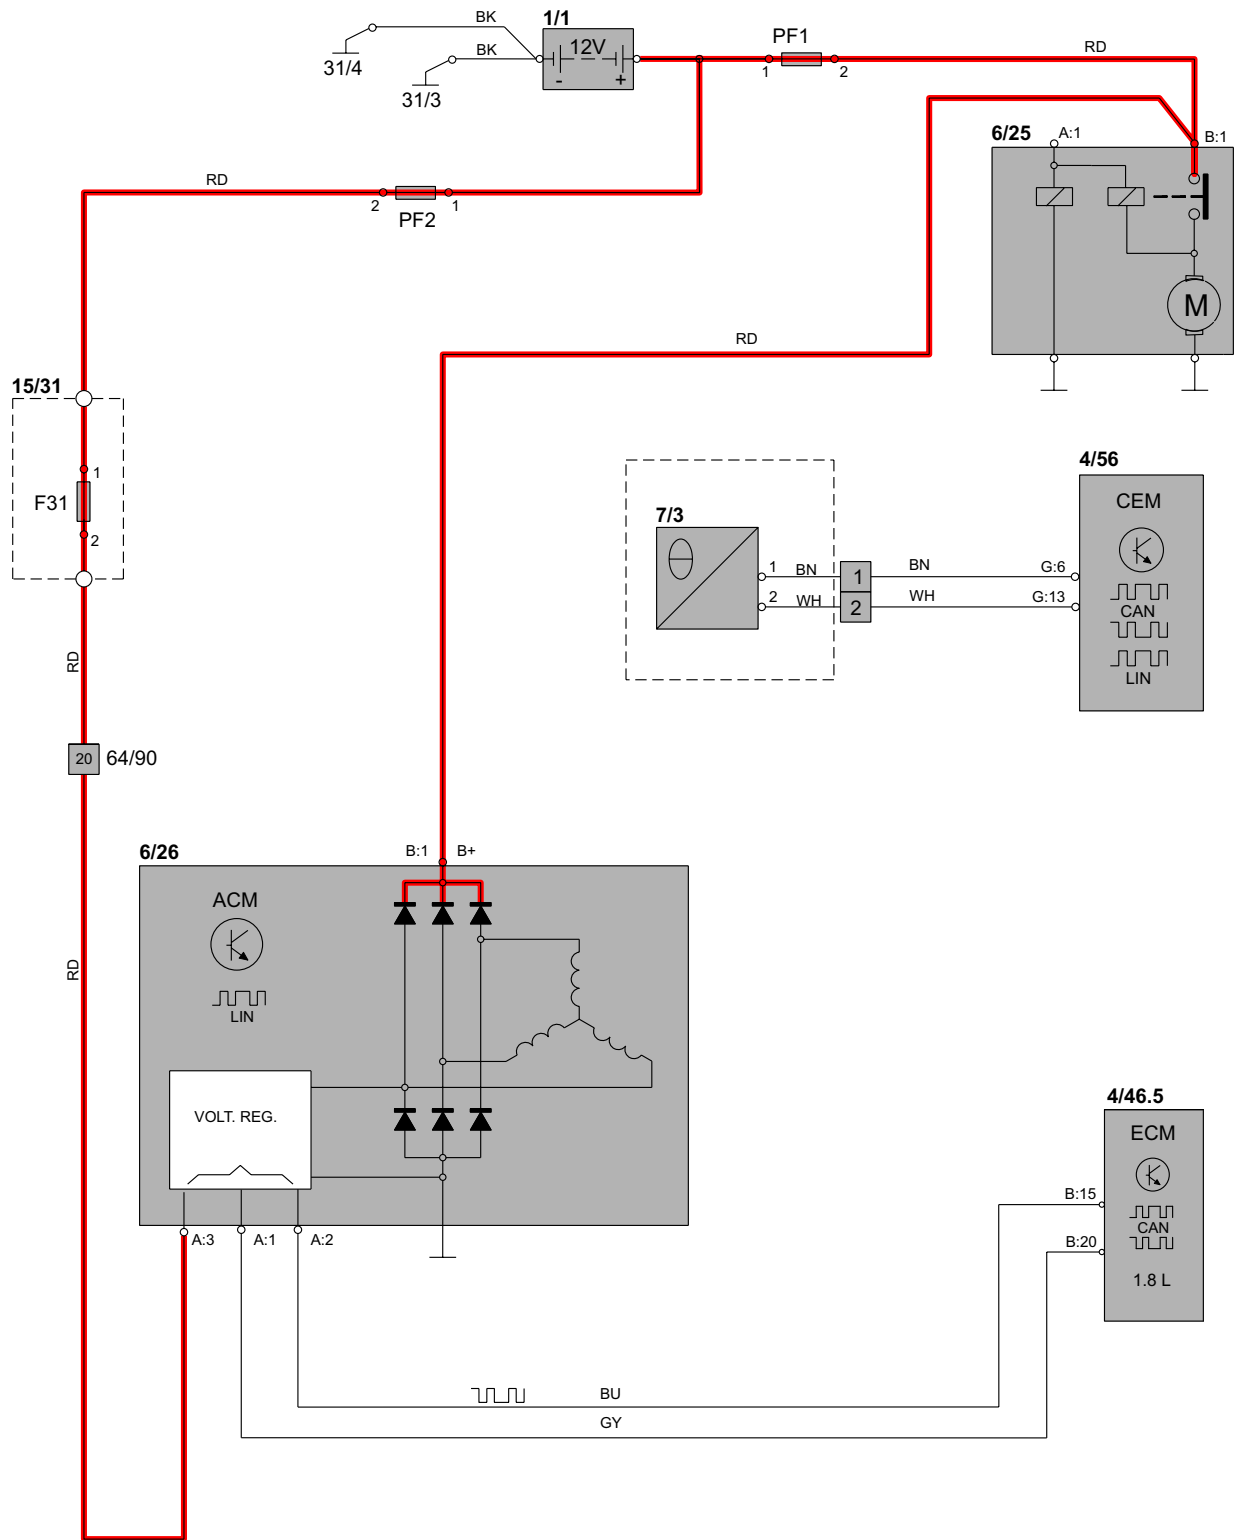 BK
1/1
PF1
RD
BK
12V
- +
1 2
31/4
31/3
6/25
A:1
B:1
RD
2 1
PF2
M
RD
15/31
1
F31
2
4/56
CEM
7/3
1 BN 1 BN G:6
2 WH 2 WH G:13
CAN
LIN
RD
20 64/90
6/26
B:1 B+
ACM
RD
LIN
VOLT. REG.
4/46.5
ECM
B:15
CAN
B:20
1.8 L
A:3 A:1 A:2
BU
GY